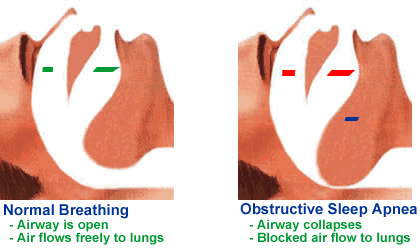 Normal Breathing
- Airway is open
- Air flows freely to lungs
Obstructive Sleep Apnea
- Airway collapses
- Blocked air flow to lungs